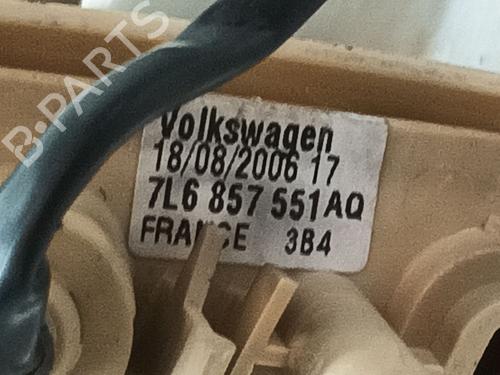 B-PARTS
Volkswagen
18/08/2006 17
7L6 857 551AQ
FRANCE 3B4